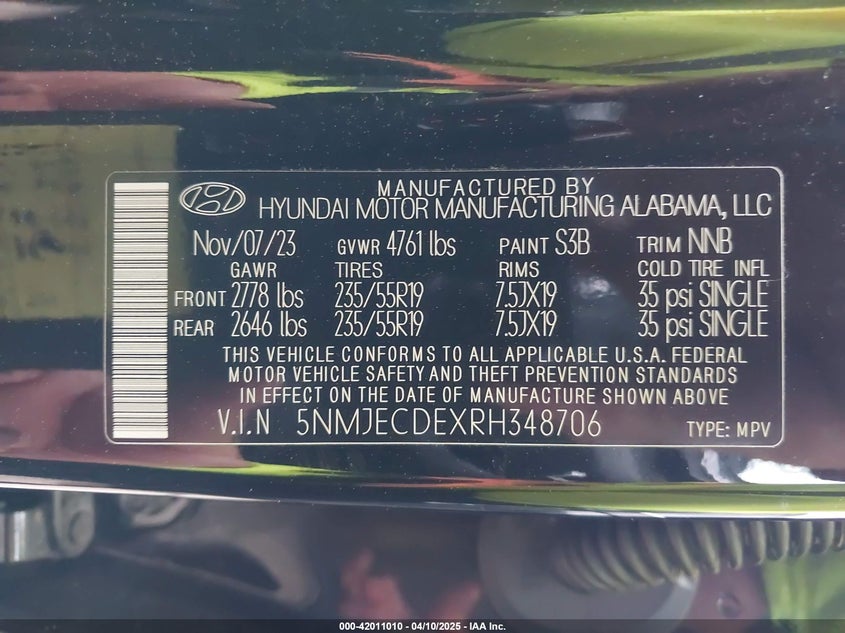 MANUFACTURED BY
HYUNDAI MOTOR MANUFACTURING ALABAMA, LLC
Nov/07/23 GVWR 4761 lbs PAINT S3B TRIM NNB
GAWR TIRES RIMS COLD TIRE INFL
FRONT 2778 lbs 235/55R19 7.5JX19 35 psi SINGLE
REAR 2646 lbs 235/55R19 7.5JX19 35 psi SINGLE
THIS VEHICLE CONFORMS TO ALL APPLICABLE U.S.A. FEDERAL
MOTOR VEHICLE SAFETY AND THEFT PREVENTION STANDARDS
IN EFFECT ON THE DATE OF MANUFACTURE SHOWN ABOVE
V.I.N 5NMJECDEXRH348706 TYPE: MPV
000-42011010 - 04/10/2025 - IAA Inc.